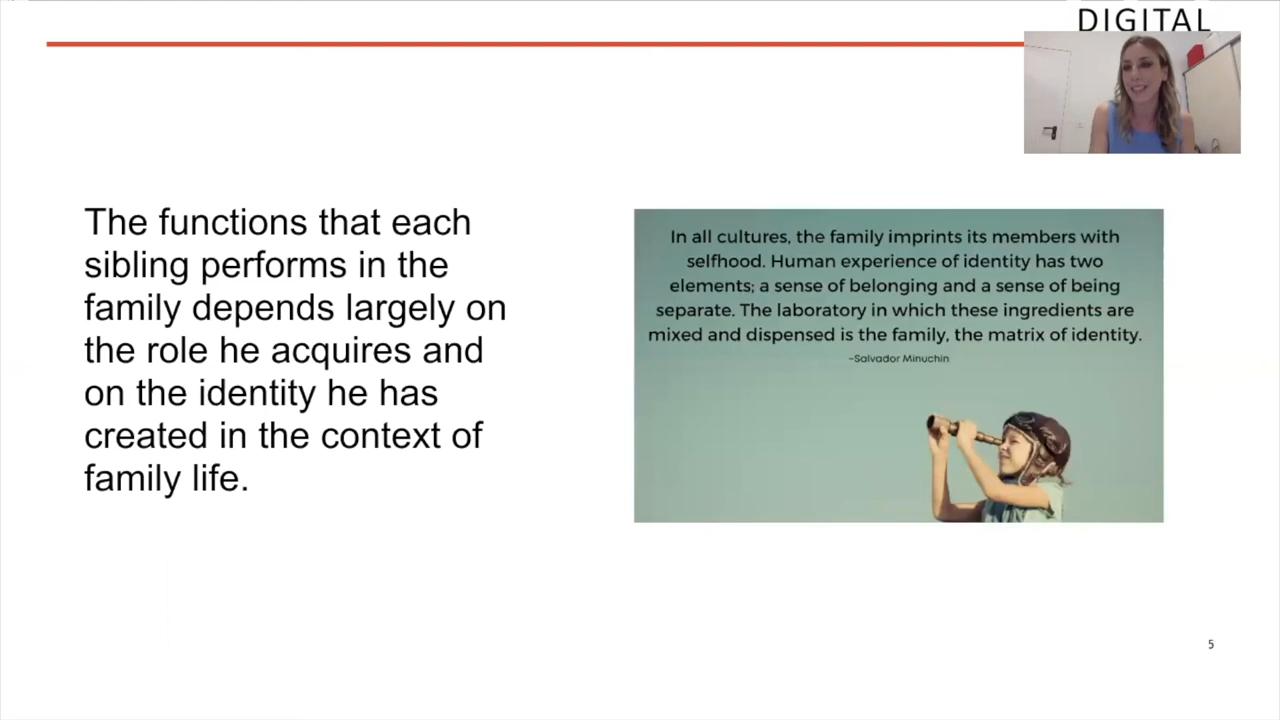 DIGITAL
The functions that each
sibling performs in the
family depends largely on
the role he acquires and
on the identity he has
created in the context of
family life.
In all cultures, the family imprints its members with
selfhood. Human experience of identity has two
elements; a sense of belonging and a sense of being
separate. The laboratory in which these ingredients are
mixed and dispensed is the family, the matrix of identity.
–Salvador Minuchin
5